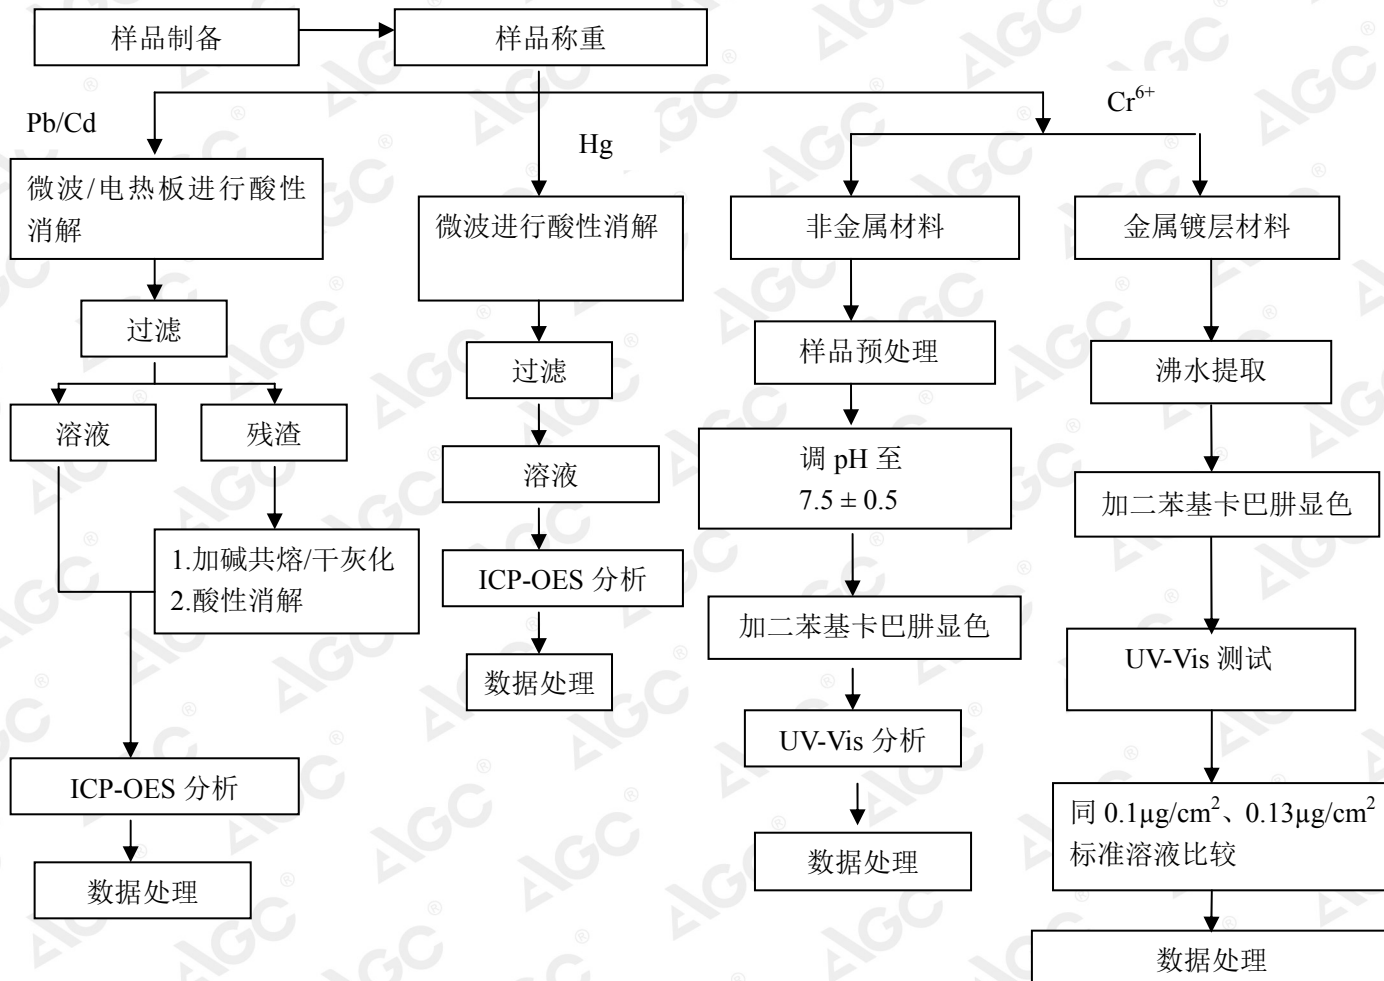 样品制备
样品称重
Pb/Cd
Hg
Cr6+
微波/电热板进行酸性
消解
过滤
溶液
残渣
1.加碱共熔/干灰化
2.酸性消解
ICP-OES 分析
数据处理
微波进行酸性消解
过滤
溶液
ICP-OES 分析
数据处理
非金属材料
样品预处理
调 pH 至
7.5 ± 0.5
加二苯基卡巴肼显色
UV-Vis 分析
数据处理
金属镀层材料
沸水提取
加二苯基卡巴肼显色
UV-Vis 测试
同 0.1μg/cm2、0.13μg/cm2
标准溶液比较
数据处理
AGC®